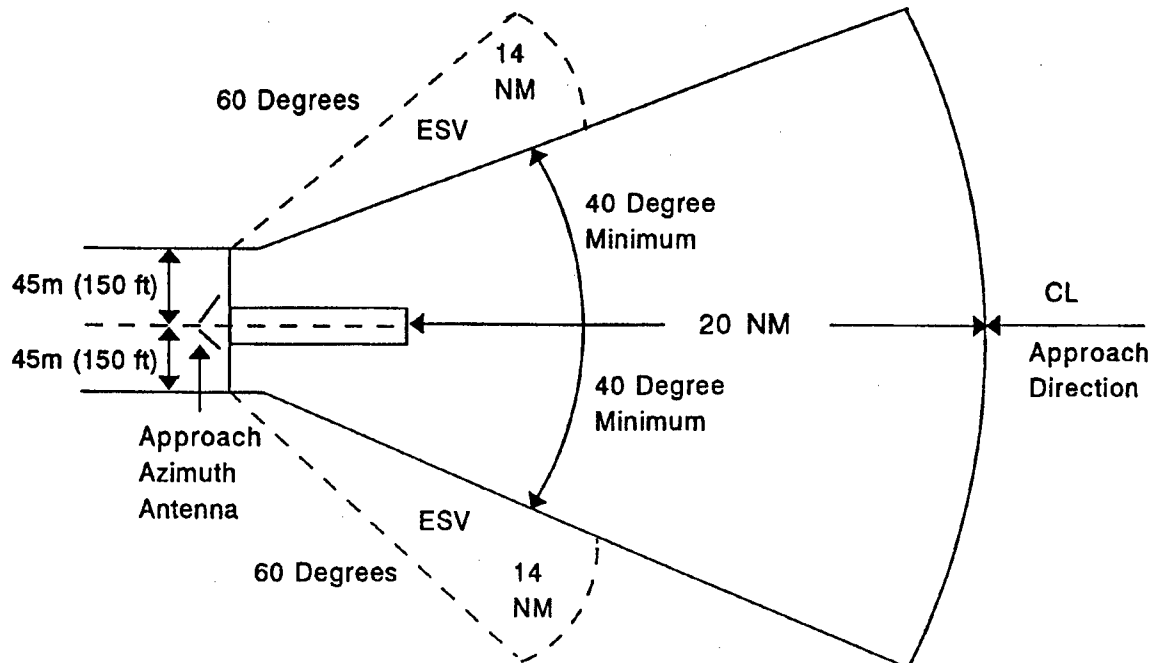 14
NM
60 Degrees
ESV
40 Degree
Minimum
45m (150 ft)
CL
20 NM
45m (150 ft)
Approach
Direction
40 Degree
Minimum
Approach
Azimuth
Antenna
ESV
60 Degrees
14
NM